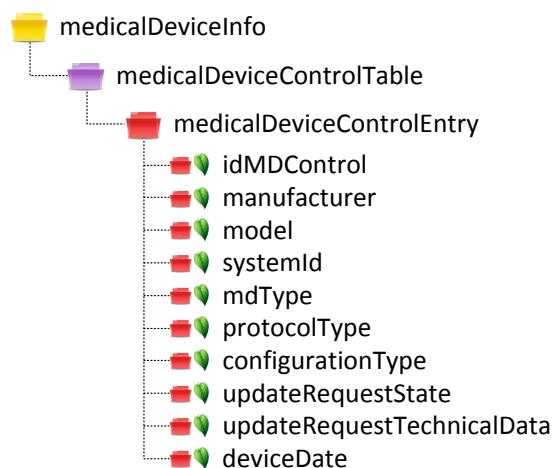 medicalDeviceInfo
medicalDeviceControlTable
medicalDeviceControlEntry
idMDControl
manufacturer
model
systemId
mdType
protocolType
configurationType
updateRequestState
updateRequestTechnicalData
deviceDate